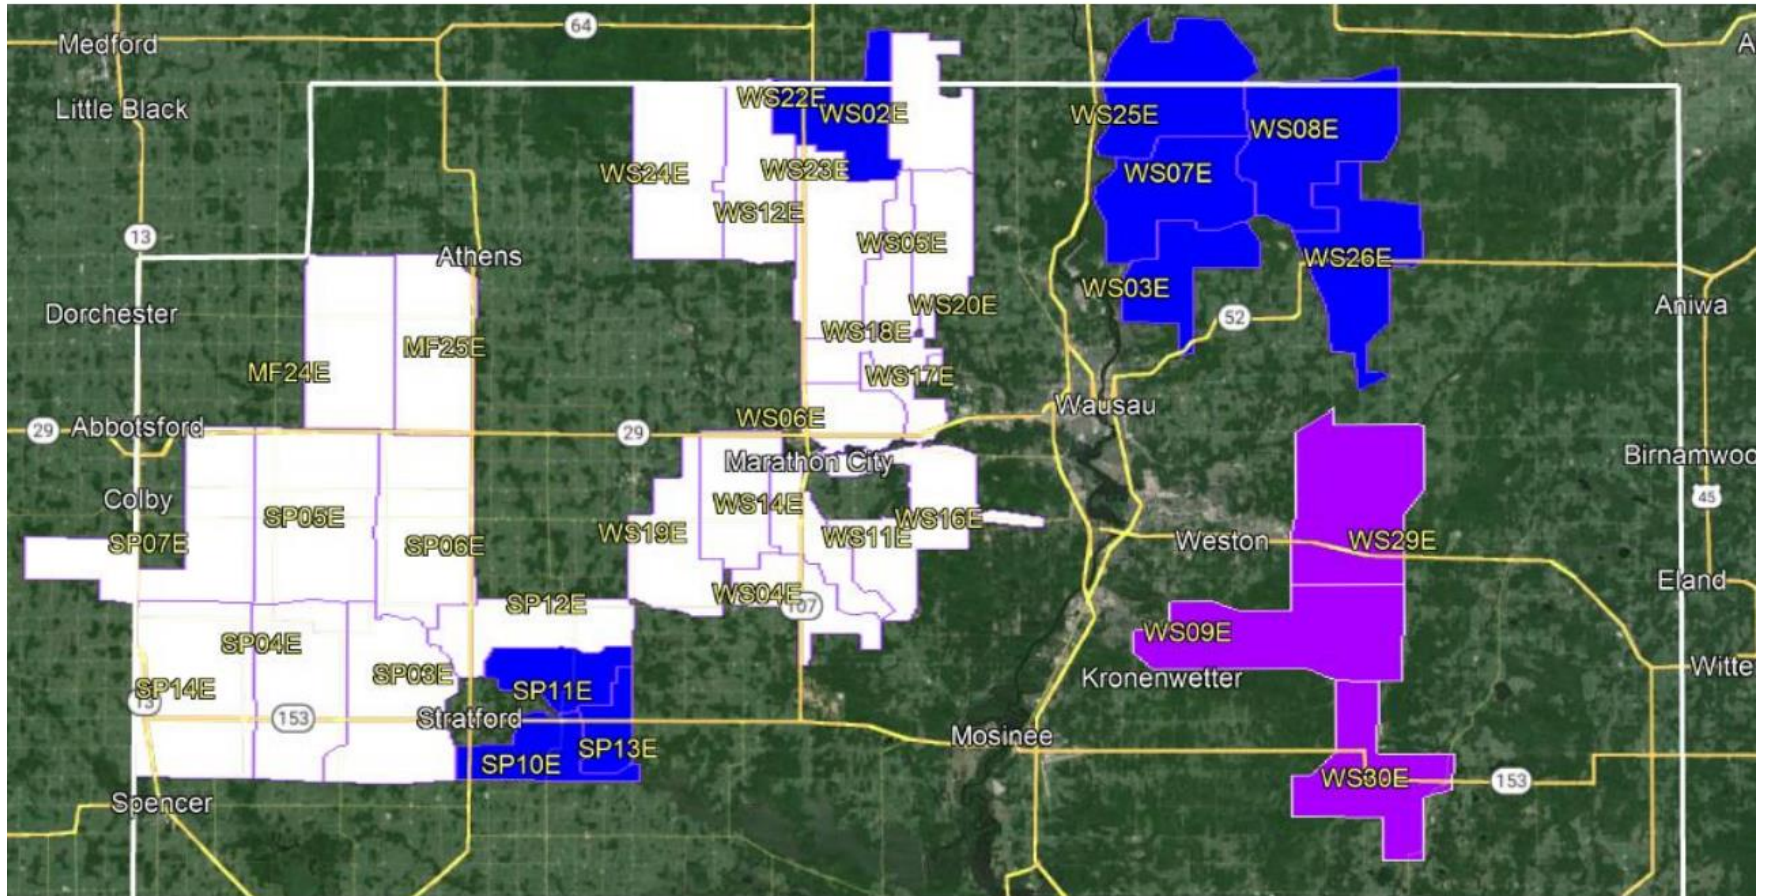 64
Medford
Little Black
WS22E
WS02E
WS25E
WS08E
WS24E
WS23E
WS07E
WS12E
13
Athens
WS05E
WS26E
WS03E
Dorchester
WS20E
52
Aniwa
WS18E
MF25E
MF24E
WS17E
Wausau
WS06E
29
Abbotsford
29
Marathon City
Birnamwoo
Colby
WS14E
45
SP05E
WS16E
SP07E
SP06E
WS19E
WS11E
Weston
WS29E
Eland
WS04E
SP12E
107
SP04E
WS09E
SP03E
Kronenwetter
Witte
SP14E
13
SP11E
153
Stratford
Mosinee
SP13E
SP10E
WS30E
153
Spencer
A